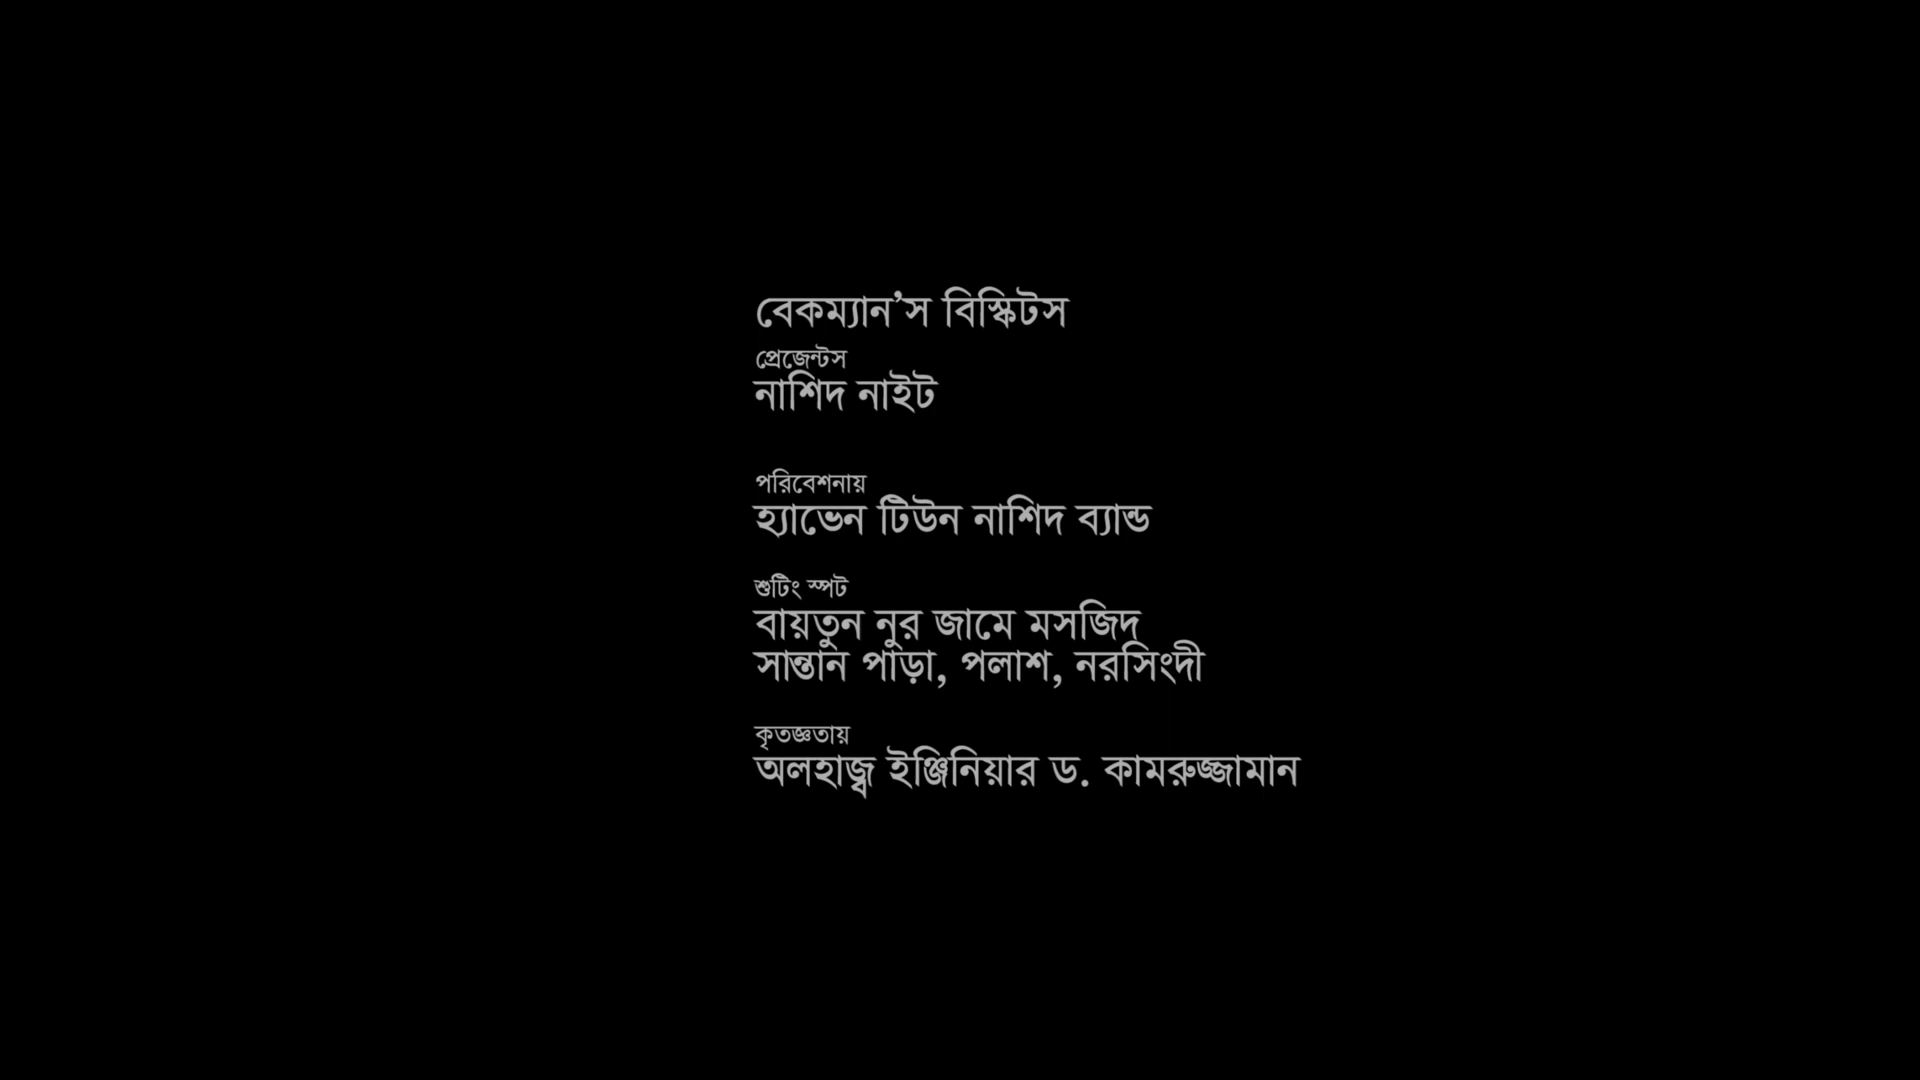 বেকম্যান’স বিস্কিটস
প্রেজেন্টস
নাশিদ নাইট
পরিবেশনায়
হ্যাভেন টিউন নাশিদ ব্যান্ড
শুটিং স্পট
বায়তুন নুর জামে মসজিদ
সান্তান পাড়া, পলাশ, নরসিংদী
কৃতজ্ঞতায়
অলহাজ্ব ইঞ্জিনিয়ার ড. কামরুজ্জামান